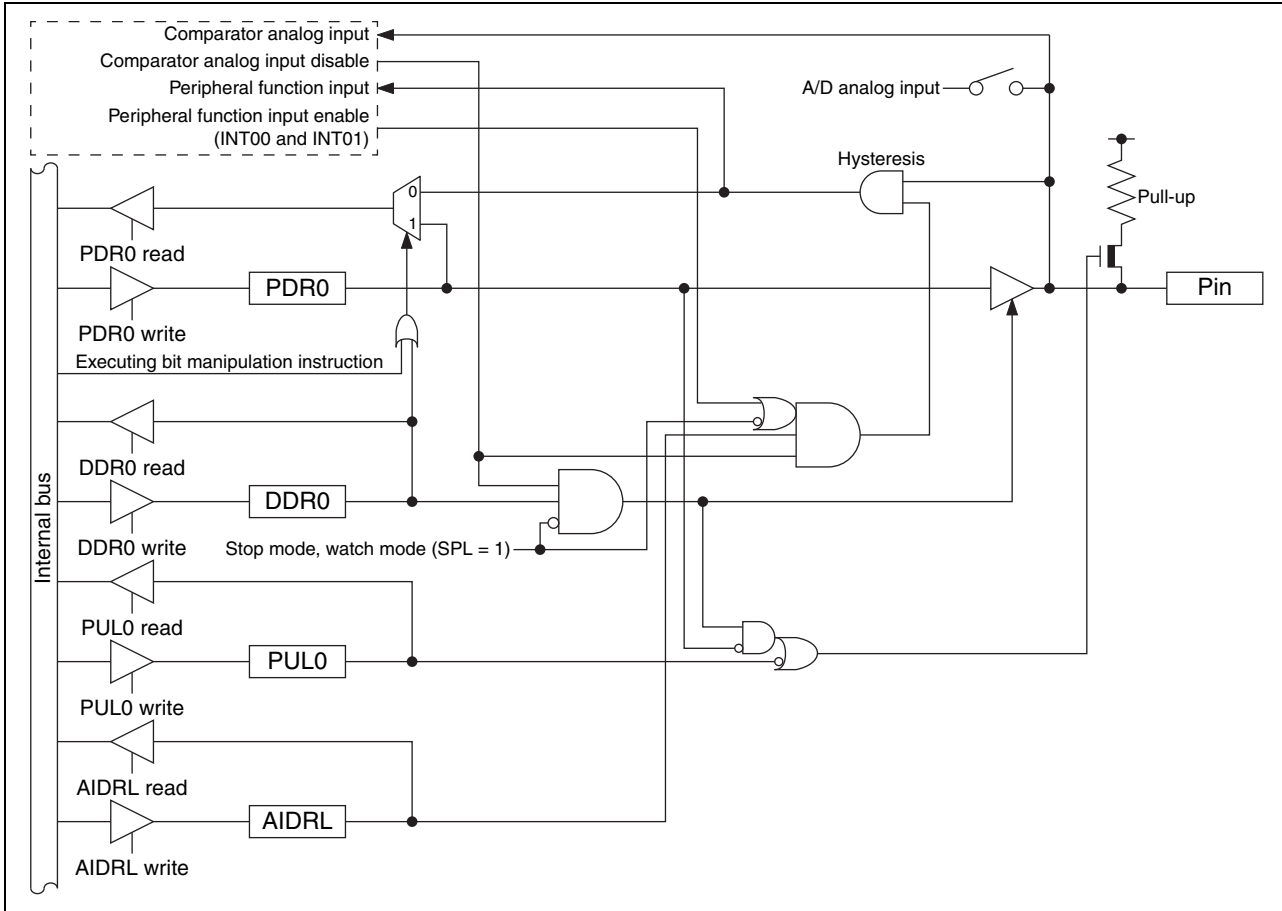 Comparator analog input
Comparator analog input disable
Peripheral function input
Peripheral function input enable
(INT00 and INT01)
A/D analog input
Hysteresis
Pull-up
0
1
PDR0 read
PDR0
Pin
PDR0 write
Executing bit manipulation instruction
DDR0 read
DDR0
DDR0 write
Stop mode, watch mode (SPL = 1)
Internal bus
PUL0 read
PUL0
PUL0 write
AIDRL read
AIDRL
AIDRL write